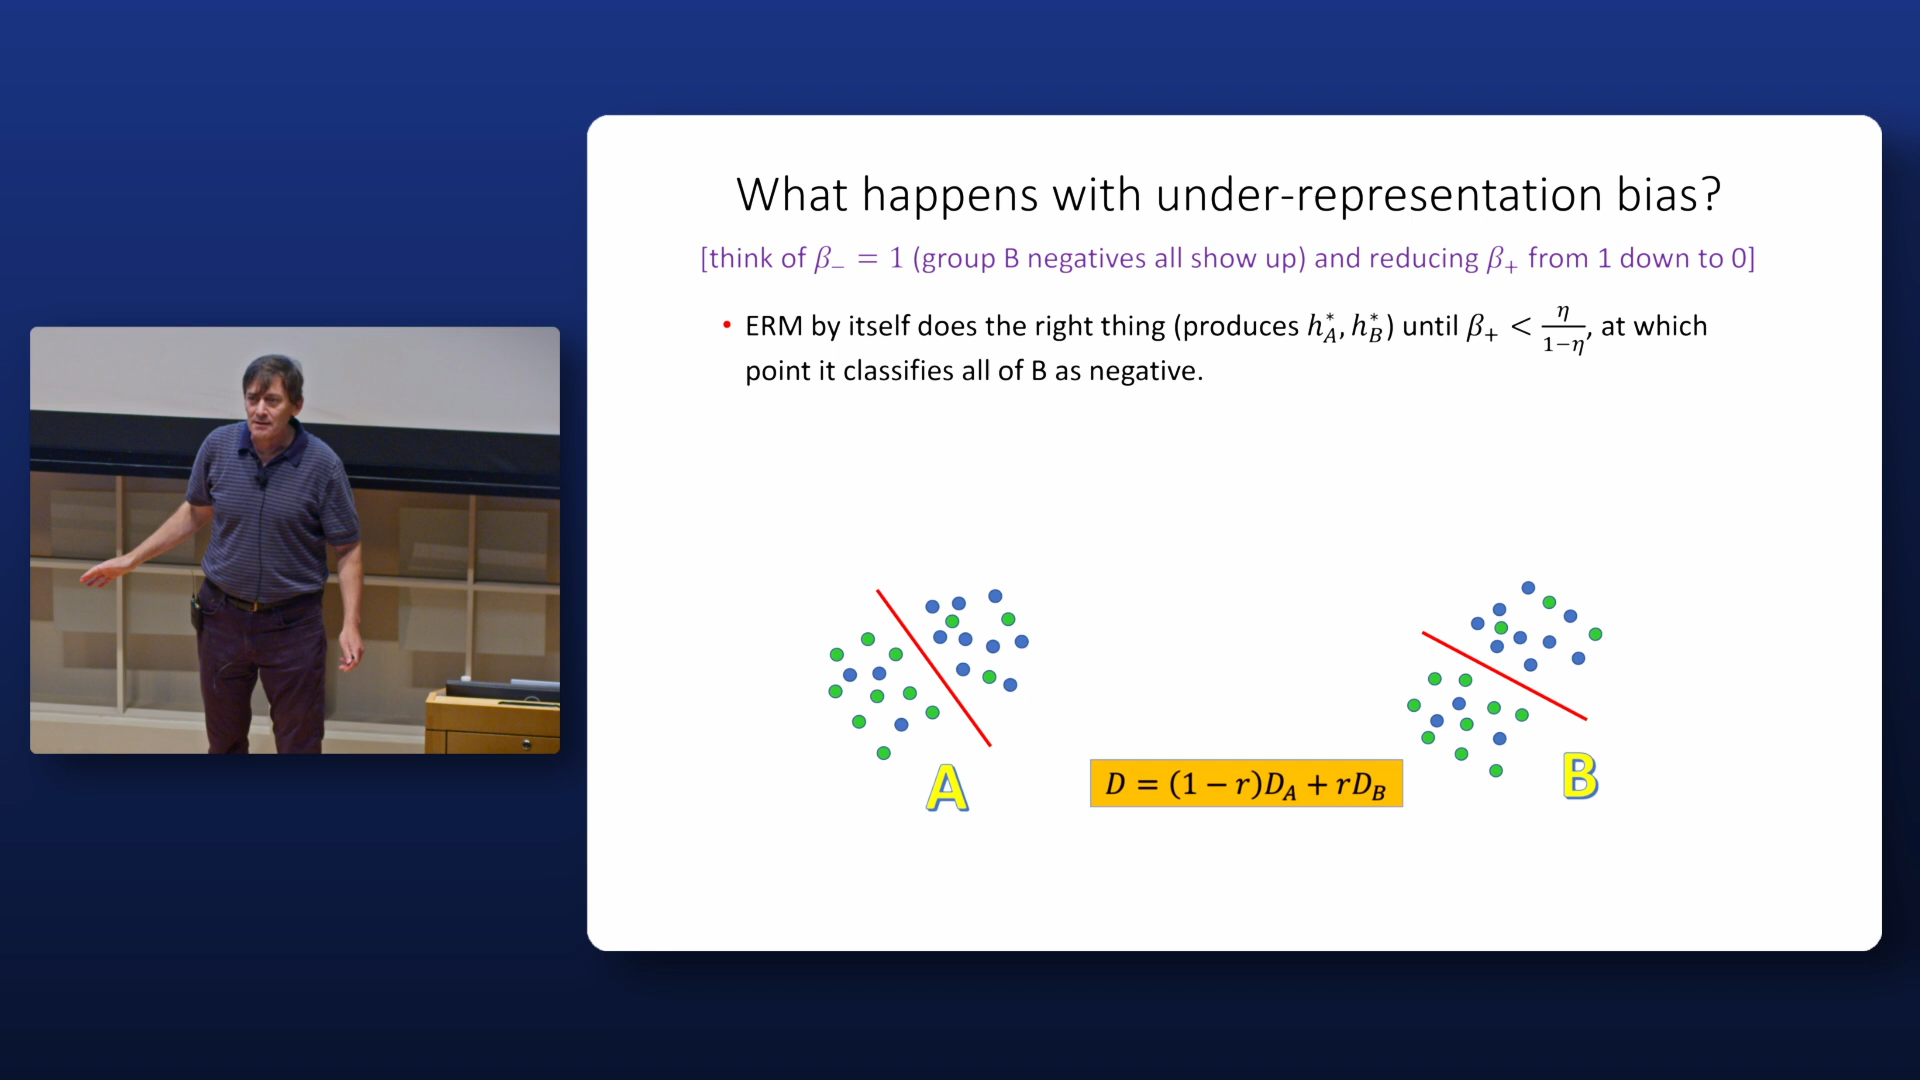 What happens with under-representation bias?
[think of β₋ = 1 (group B negatives all show up) and reducing β₊ from 1 down to 0]
• ERM by itself does the right thing (produces h*_A, h*_B) until β₊ < η/(1−η), at which
point it classifies all of B as negative.
A
D = (1 − r)D_A + rD_B
B